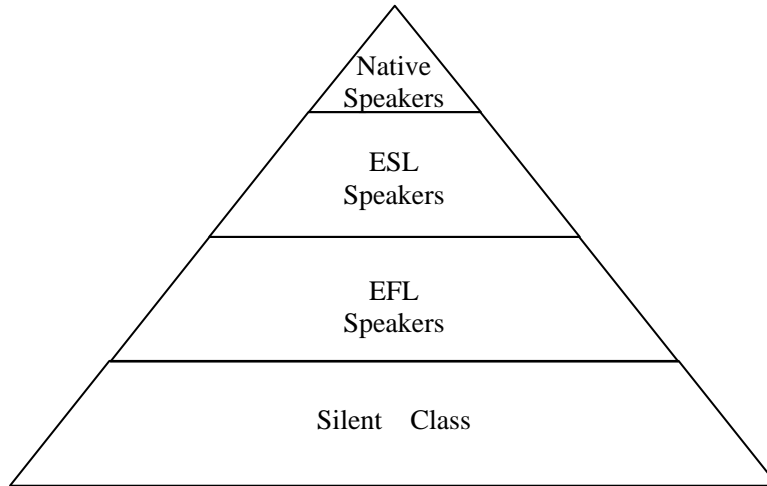 Native
Speakers
ESL
Speakers
EFL
Speakers
Silent Class